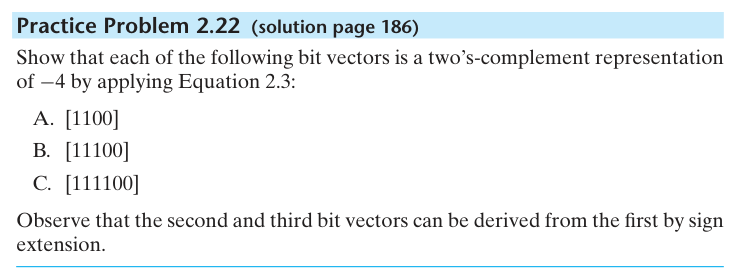 Practice Problem 2.22 (solution page 186)
Show that each of the following bit vectors is a two’s-complement representation
of −4 by applying Equation 2.3:
A. [1100]
B. [11100]
C. [111100]
Observe that the second and third bit vectors can be derived from the first by sign
extension.